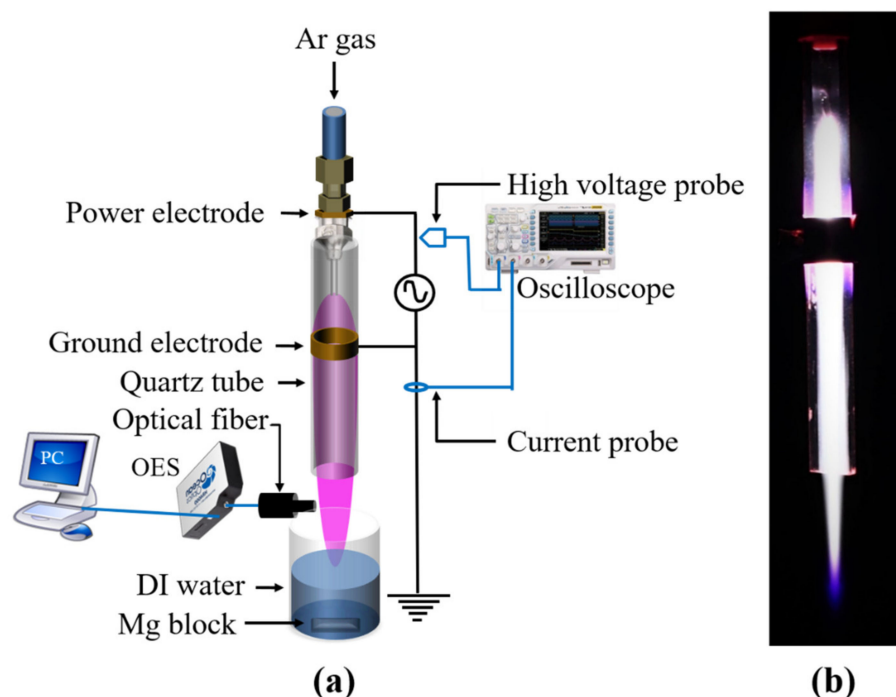 Ar gas
High voltage probe
Power electrode
Oscilloscope
Ground electrode
Quartz tube
Optical fiber
Current probe
PC
OES
DI water
Mg block
(a)
(b)